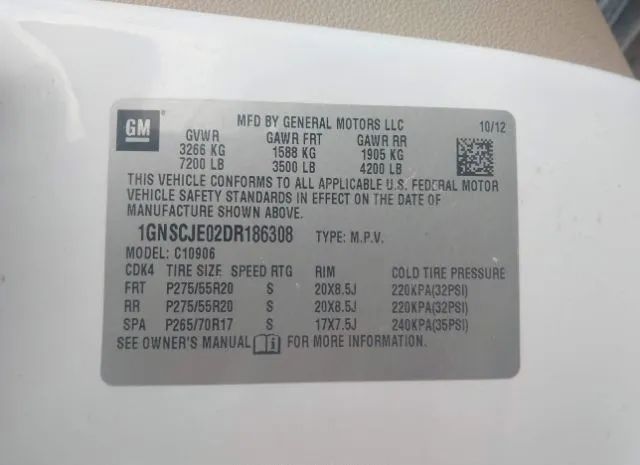 GM
MFD BY GENERAL MOTORS LLC 10/12
GVWR GAWR FRT GAWR RR
3266 KG 1588 KG 1905 KG
7200 LB 3500 LB 4200 LB
THIS VEHICLE CONFORMS TO ALL APPLICABLE U.S. FEDERAL MOTOR
VEHICLE SAFETY STANDARDS IN EFFECT ON THE DATE OF
MANUFACTURE SHOWN ABOVE.
1GNSCJE02DR186308 TYPE: M.P.V.
MODEL: C10906
CDK4 TIRE SIZE SPEED RTG RIM COLD TIRE PRESSURE
FRT P275/55R20 S 20X8.5J 220KPA(32PSI)
RR P275/55R20 S 20X8.5J 220KPA(32PSI)
SPA P265/70R17 S 17X7.5J 240KPA(35PSI)
SEE OWNER'S MANUAL FOR MORE INFORMATION.